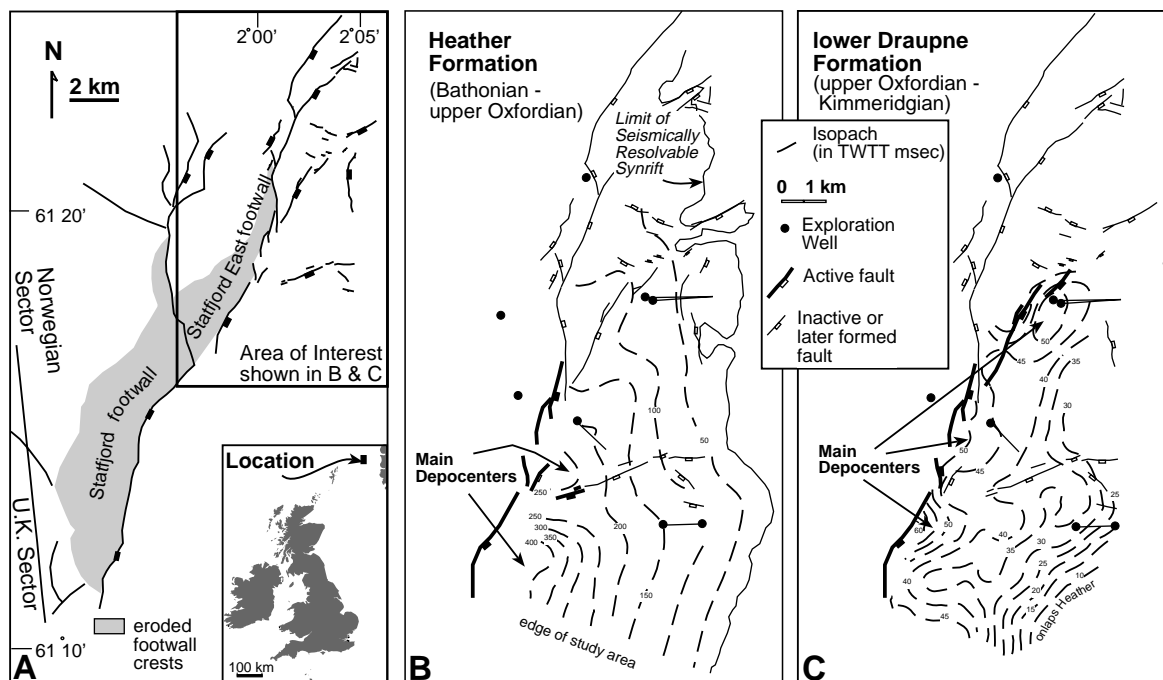 2°00’ 2°05’
N
2 km
61 20’
Norwegian
Sector
U.K. Sector
Statfjord footwall
Statfjord East footwall
Area of Interest
shown in B & C
Location
100 km
eroded
footwall
crests
61°10’
A
Heather
Formation
(Bathonian -
upper Oxfordian)
Limit of
Seismically
Resolvable
Synrift
100
50
Main
Depocenters
250
250
300
350
400
200
150
edge of study area
B
lower Draupne
Formation
(upper Oxfordian -
Kimmeridgian)
Isopach
(in TWTT msec)
0 1 km
Exploration
Well
Active fault
Inactive or
later formed
fault
50
45
35
40
30
Main
Depocenters
50
45
25
50
60
40
30
35
25
40
10
20
15
45
onlaps Heather
C